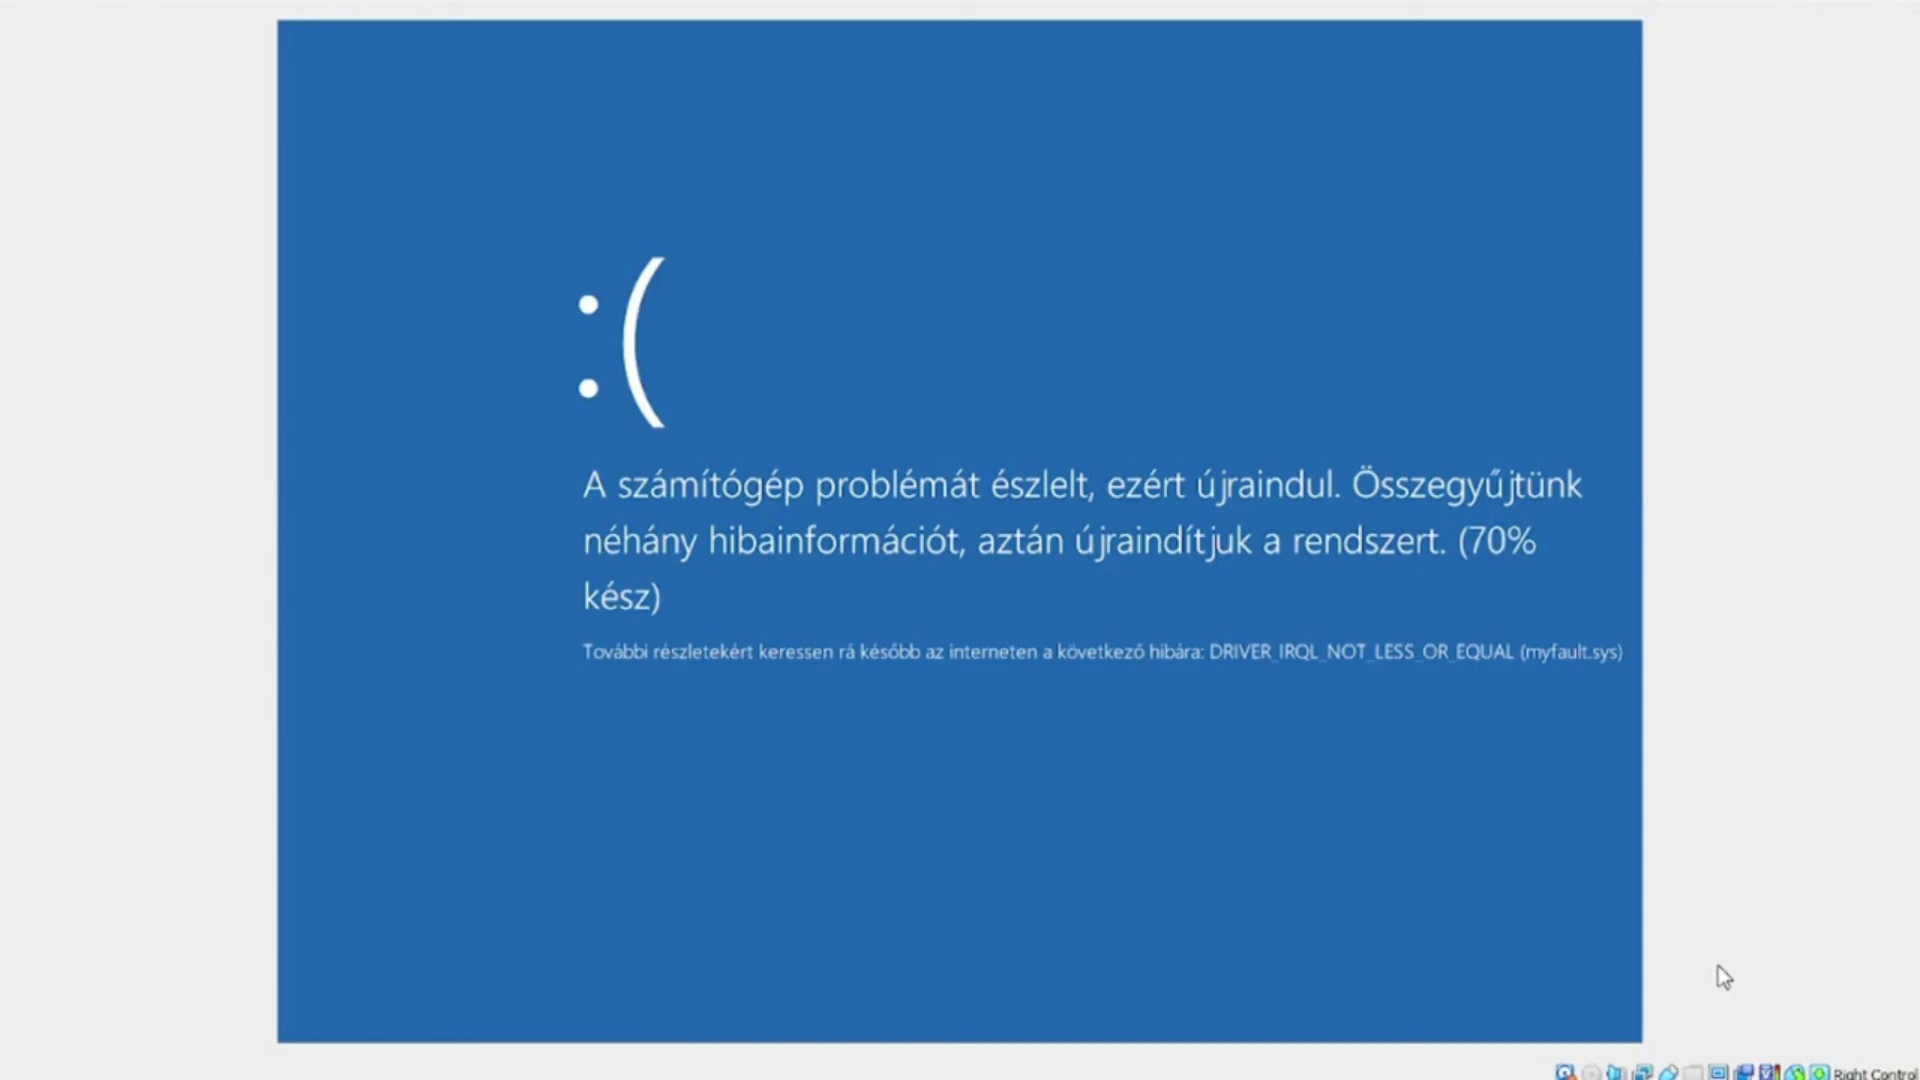 :(
A számítógép problémát észlelt, ezért újraindul. Összegyűjtünk
néhány hibainformációt, aztán újraindítjuk a rendszert. (70%
kész)
További részletekért keressen rá később az interneten a következő hibára: DRIVER_IRQL_NOT_LESS_OR_EQUAL (myfault.sys)
Right Control